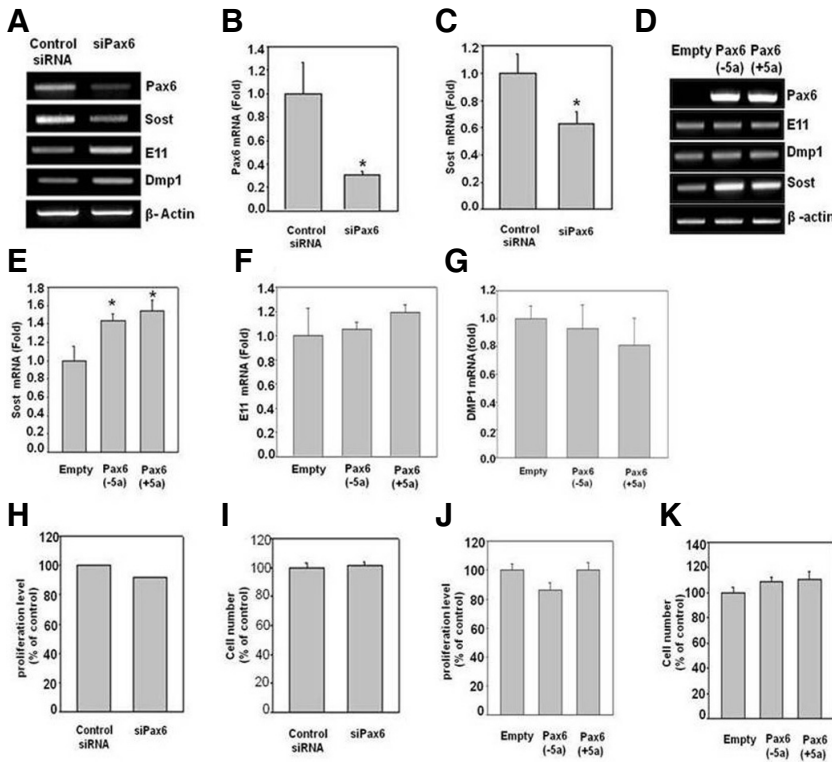 A
Control
siRNA
siPax6
Pax6
Sost
E11
Dmp1
β- Actin
B
Pax6 mRNA (Fold)
1.4
1.2
1.0
0.8
0.6
0.4
0.2
0.0
*
Control
siRNA
siPax6
C
Sost mRNA (Fold)
1.2
1.0
0.8
0.6
0.4
0.2
0.0
*
Control
siRNA
siPax6
D
Empty
Pax6
(-5a)
Pax6
(+5a)
Pax6
E11
Dmp1
Sost
β -actin
E
Sost mRNA (Fold)
1.8
1.6
1.4
1.2
1.0
0.8
0.6
0.4
0.2
0.0
*
*
Empty
Pax6
(-5a)
Pax6
(+5a)
F
E11 mRNA (Fold)
1.4
1.2
1.0
0.8
0.6
0.4
0.2
0.0
Empty
Pax6
(-5a)
Pax6
(+5a)
G
DMP1 mRNA (fold)
1.2
1.0
0.8
0.6
0.4
0.2
0.0
Empty
Pax6
(-5a)
Pax6
(+5a)
H
proliferation level
(% of control)
120
100
80
60
40
20
0
Control
siRNA
siPax6
I
Cell number
(% of control)
120
100
80
60
40
20
0
Control
siRNA
siPax6
J
proliferation level
(% of control)
120
100
80
60
40
20
0
Empty
Pax6
(-5a)
Pax6
(+5a)
K
Cell number
(% of control)
140
120
100
80
60
40
20
0
Empty
Pax6
(-5a)
Pax6
(+5a)